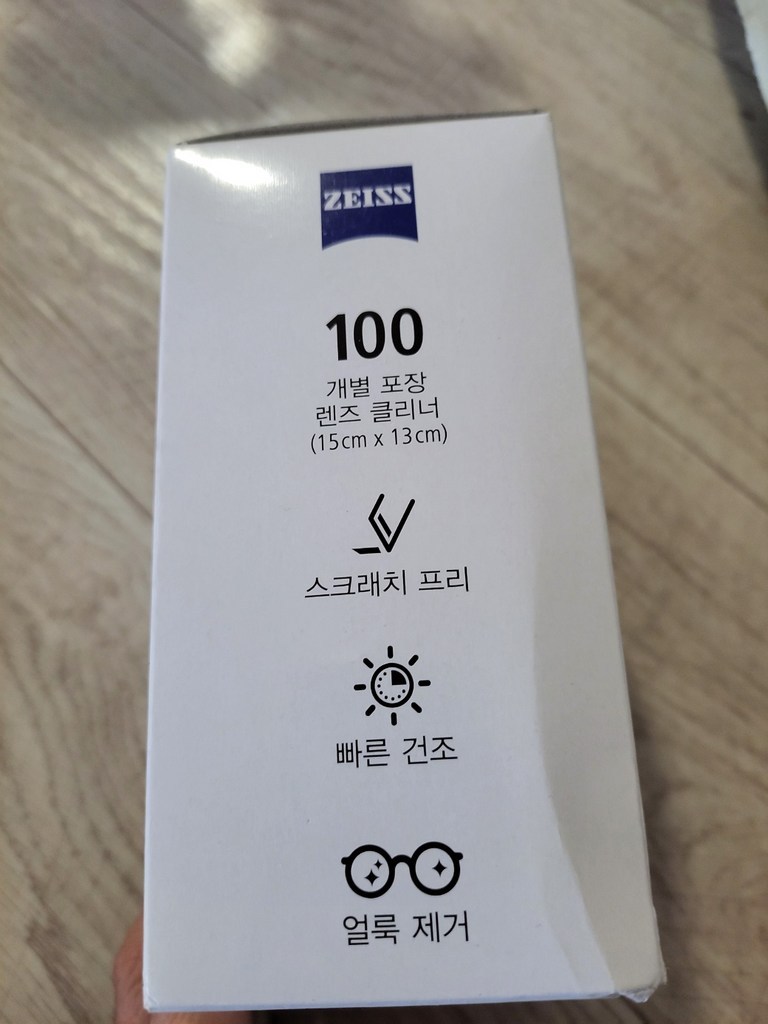 ZEISS
100
개별 포장
렌즈 클리너
(15cm x 13cm)
스크래치 프리
빠른 건조
얼룩 제거